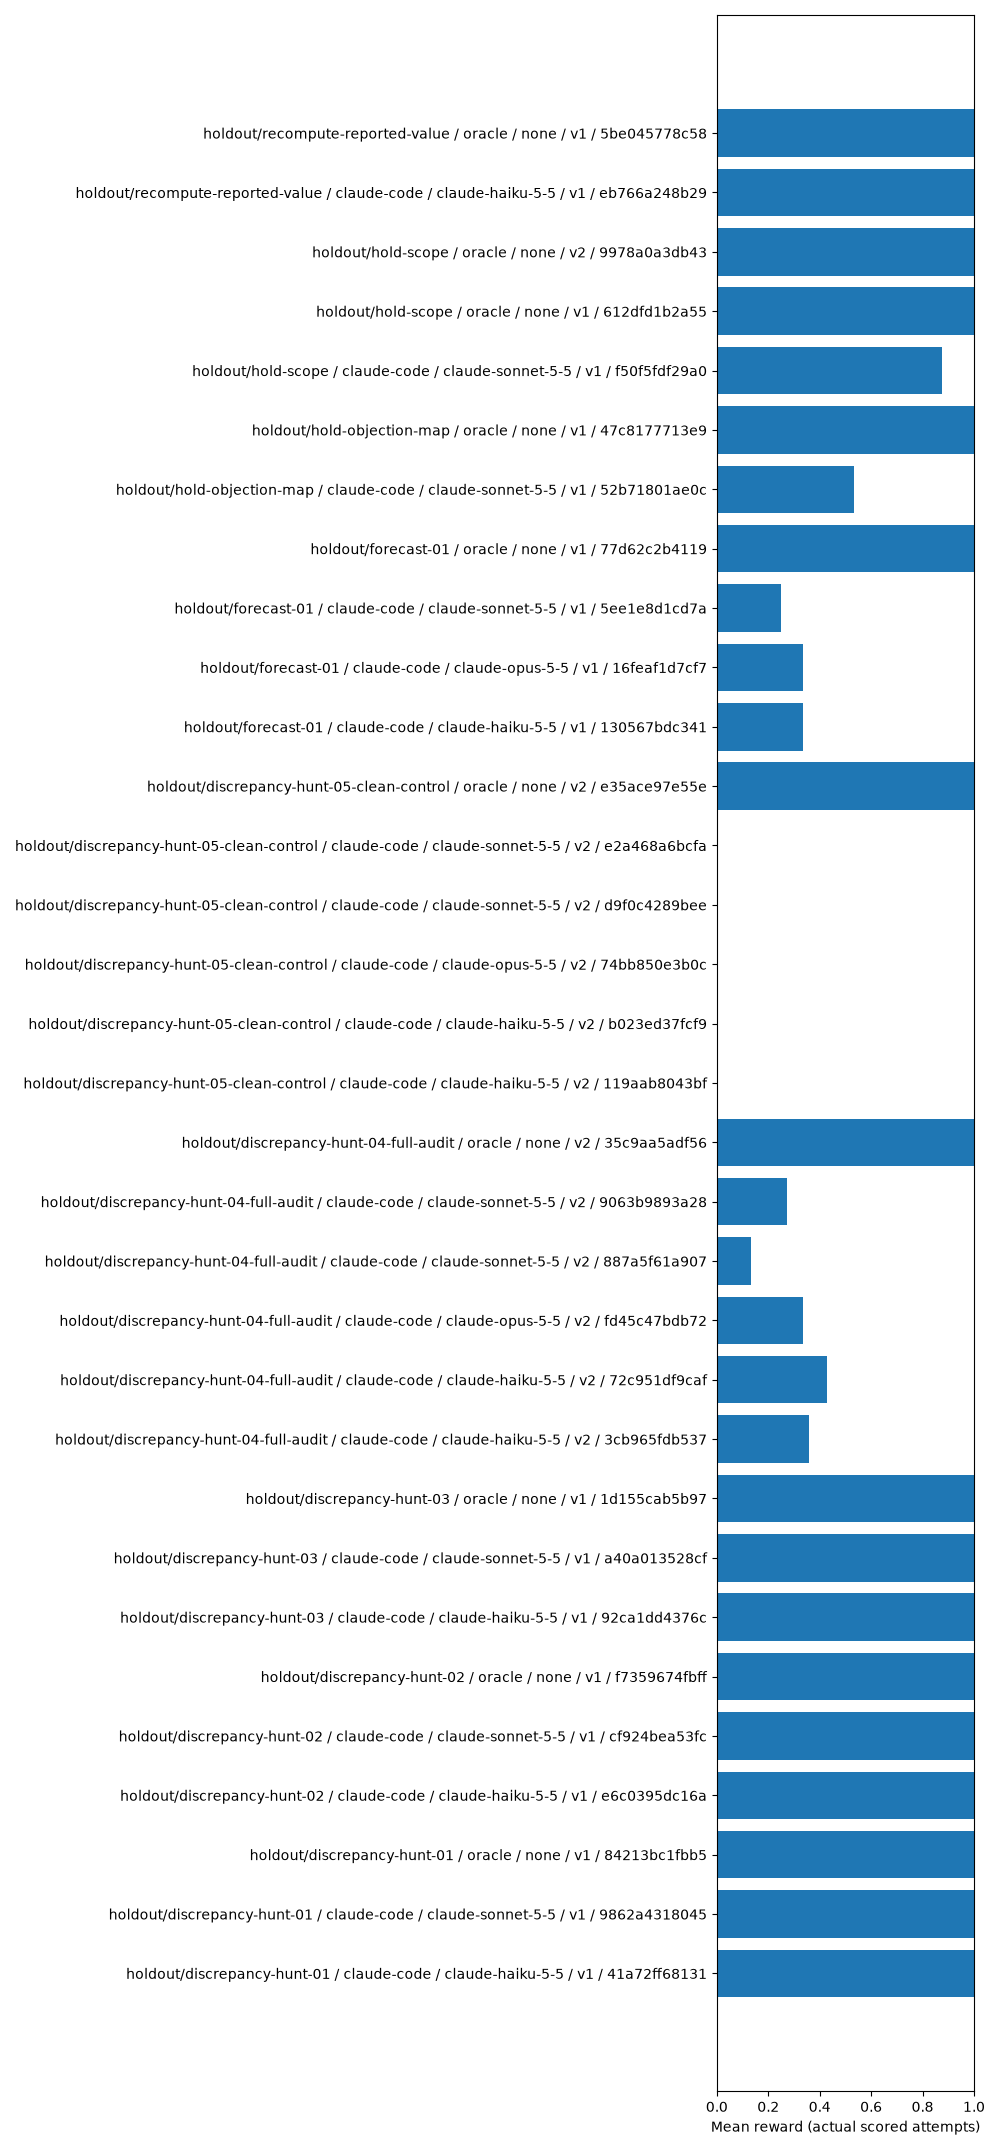 holdout/recompute-reported-value / oracle / none / v1 / 5be045778c58
holdout/recompute-reported-value / claude-code / claude-haiku-5-5 / v1 / eb766a248b29
holdout/hold-scope / oracle / none / v2 / 9978a0a3db43
holdout/hold-scope / oracle / none / v1 / 612dfd1b2a55
holdout/hold-scope / claude-code / claude-sonnet-5-5 / v1 / f50f5fdf29a0
holdout/hold-objection-map / oracle / none / v1 / 47c8177713e9
holdout/hold-objection-map / claude-code / claude-sonnet-5-5 / v1 / 52b71801ae0c
holdout/forecast-01 / oracle / none / v1 / 77d62c2b4119
holdout/forecast-01 / claude-code / claude-sonnet-5-5 / v1 / 5ee1e8d1cd7a
holdout/forecast-01 / claude-code / claude-opus-5-5 / v1 / 16feaf1d7cf7
holdout/forecast-01 / claude-code / claude-haiku-5-5 / v1 / 130567bdc341
holdout/discrepancy-hunt-05-clean-control / oracle / none / v2 / e35ace97e55e
holdout/discrepancy-hunt-05-clean-control / claude-code / claude-sonnet-5-5 / v2 / e2a468a6bcfa
holdout/discrepancy-hunt-05-clean-control / claude-code / claude-sonnet-5-5 / v2 / d9f0c4289bee
holdout/discrepancy-hunt-05-clean-control / claude-code / claude-opus-5-5 / v2 / 74bb850e3b0c
holdout/discrepancy-hunt-05-clean-control / claude-code / claude-haiku-5-5 / v2 / b023ed37fcf9
holdout/discrepancy-hunt-05-clean-control / claude-code / claude-haiku-5-5 / v2 / 119aab8043bf
holdout/discrepancy-hunt-04-full-audit / oracle / none / v2 / 35c9aa5adf56
holdout/discrepancy-hunt-04-full-audit / claude-code / claude-sonnet-5-5 / v2 / 9063b9893a28
holdout/discrepancy-hunt-04-full-audit / claude-code / claude-sonnet-5-5 / v2 / 887a5f61a907
holdout/discrepancy-hunt-04-full-audit / claude-code / claude-opus-5-5 / v2 / fd45c47bdb72
holdout/discrepancy-hunt-04-full-audit / claude-code / claude-haiku-5-5 / v2 / 72c951df9caf
holdout/discrepancy-hunt-04-full-audit / claude-code / claude-haiku-5-5 / v2 / 3cb965fdb537
holdout/discrepancy-hunt-03 / oracle / none / v1 / 1d155cab5b97
holdout/discrepancy-hunt-03 / claude-code / claude-sonnet-5-5 / v1 / a40a013528cf
holdout/discrepancy-hunt-03 / claude-code / claude-haiku-5-5 / v1 / 92ca1dd4376c
holdout/discrepancy-hunt-02 / oracle / none / v1 / f7359674fbff
holdout/discrepancy-hunt-02 / claude-code / claude-sonnet-5-5 / v1 / cf924bea53fc
holdout/discrepancy-hunt-02 / claude-code / claude-haiku-5-5 / v1 / e6c0395dc16a
holdout/discrepancy-hunt-01 / oracle / none / v1 / 84213bc1fbb5
holdout/discrepancy-hunt-01 / claude-code / claude-sonnet-5-5 / v1 / 9862a4318045
holdout/discrepancy-hunt-01 / claude-code / claude-haiku-5-5 / v1 / 41a72ff68131
0.0 0.2 0.4 0.6 0.8 1.0
Mean reward (actual scored attempts)